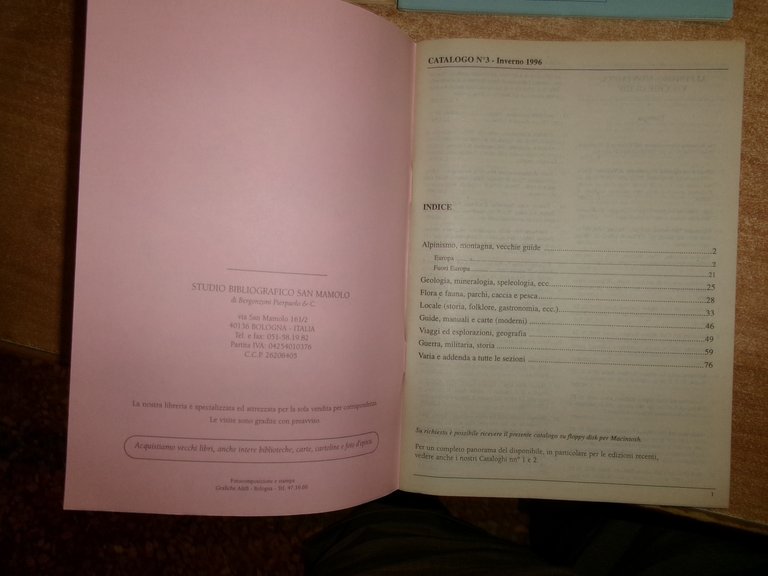 STUDIO BIBLIOGRAFICO SAN MAMOLO
di Bergonzoni Pierpaolo & C.
via San Mamolo 161/2
40136 BOLOGNA - ITALIA
Tel. e fax: 051-58.19.82
Partita IVA: 04254010376
C.C.P. 26208405
La nostra libreria è specializzata ed attrezzata per la sola vendita per corrispondenza.
Le visite sono gradite con preavviso.
Acquistiamo vecchi libri, anche intere biblioteche, carte, cartoline e foto d'epoca.
Fotocomposizione e stampa
Bologna - Tel. 47.16.66
CATALOGO N°3 - Inverno 1996
INDICE
Alpinismo, montagna, vecchie guide ... 2
Europa ... 2
Fuori Europa ... 21
Geologia, mineralogia, speleologia, ecc. ... 25
Flora e fauna, parchi, caccia e pesca ... 28
Locale (storia, folklore, gastronomia, ecc.) ... 33
Guide, manuali e carte (moderni) ... 46
Viaggi ed esplorazioni, geografia ... 49
Guerra, militaria, storia ... 59
Varia e addenda a tutte le sezioni ... 76
Su richiesta è possibile ricevere il presente catalogo su floppy disk per Macintosh.
Per un completo panorama del disponibile, in particolare per le edizioni recenti,
vedere anche i nostri Cataloghi nn° 1 e 2.
1